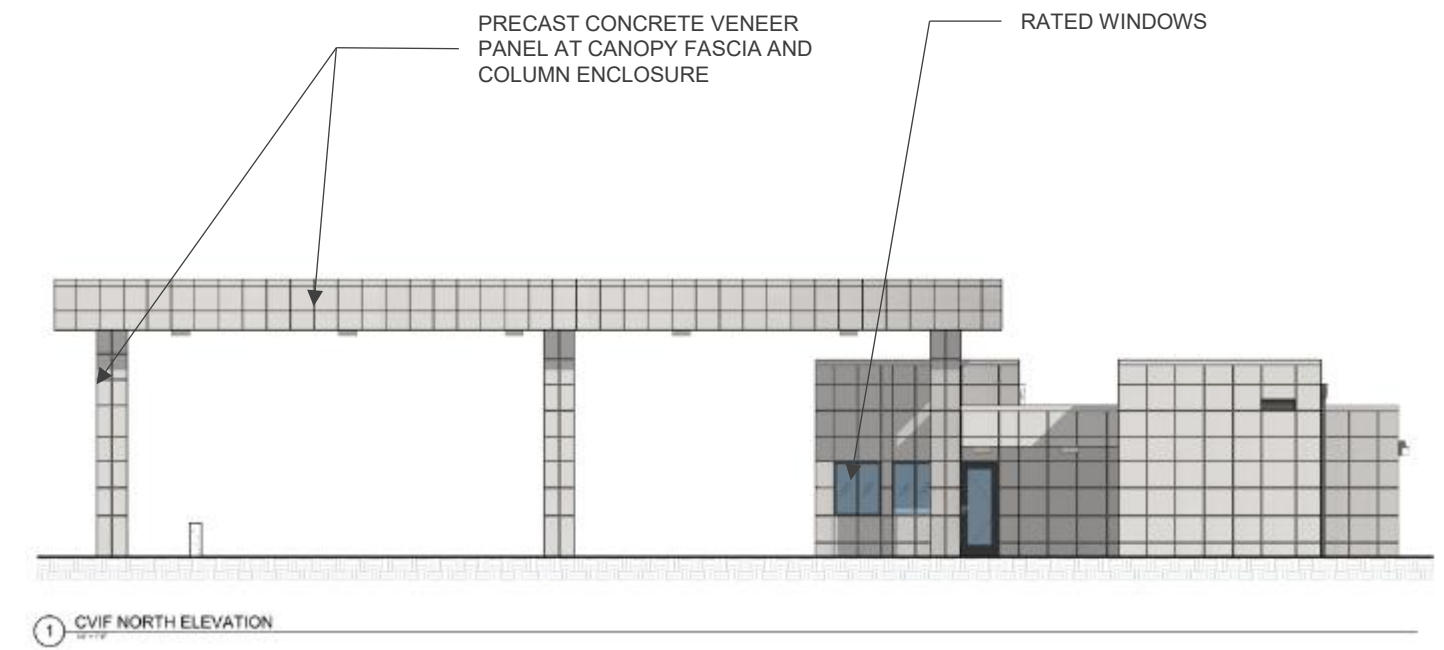 PRECAST CONCRETE VENEER
PANEL AT CANOPY FASCIA AND
COLUMN ENCLOSURE
RATED WINDOWS
1
CVIF NORTH ELEVATION